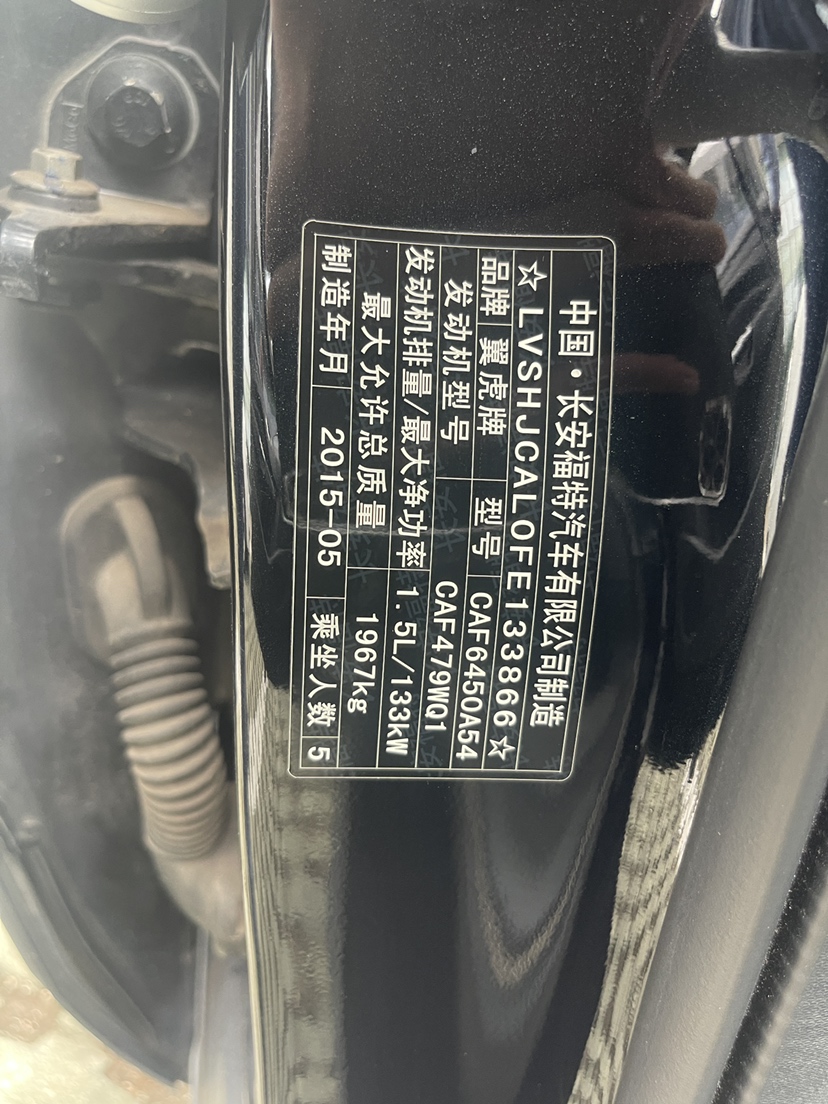 中国·长安福特汽车有限公司制造
☆LVSHJCAL0FE133866☆
品牌 翼虎牌 型号 CAF6450A54
发动机型号 CAF479WQ1
发动机排量/最大净功率 1.5L/133kW
最大允许总质量 1967kg
制造年月 2015-05 乘坐人数 5